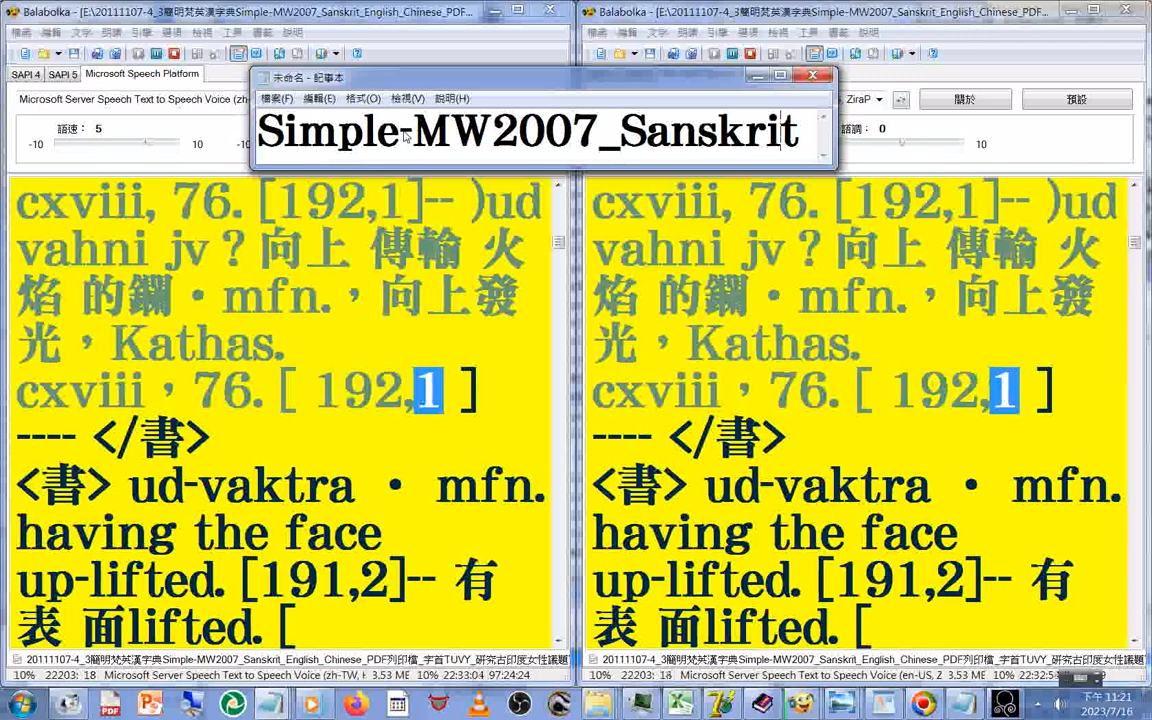 Balabolka - [E:\20111107-4_3簡明梵英漢字典Simple-MW2007_Sanskrit_English_Chinese_PDF...
Balabolka - [E:\20111107-4_3簡明梵英漢字典Simple-MW2007_Sanskrit_English_Chinese_PDF...
SAPI 4 SAPI 5 Microsoft Speech Platform
未命名 - 記事本
檔案(F) 編輯(E) 格式(O) 檢視(V) 說明(H)
Simple-MW2007_Sanskrit
Microsoft Server Speech Text to Speech Voice (zh-
ZiraP
關於
預設
語速： 5
-10
10
語調： 0
10
cxviii, 76. [192,1]-- )ud
vahni jv ? 向上 傳輸 火
焰 的鑭・mfn.，向上發
光，Kathas.
cxviii，76. [ 192,1 ]
---- </書>
<書> ud-vaktra ・ mfn.
having the face
up-lifted. [191,2]-- 有
表 面lifted. [
cxviii, 76. [192,1]-- )ud
vahni jv ? 向上 傳輸 火
焰 的鑭・mfn.，向上發
光，Kathas.
cxviii，76. [ 192,1 ]
---- </書>
<書> ud-vaktra ・ mfn.
having the face
up-lifted. [191,2]-- 有
表 面lifted. [
20111107-4_3簡明梵英漢字典Simple-MW2007_Sanskrit_English_Chinese_PDF列印檔_字首TUVY_研究古印度女性議題
20111107-4_3簡明梵英漢字典Simple-MW2007_Sanskrit_English_Chinese_PDF列印檔_字首TUVY_研究古印度女性議題
10% 22203: 18 Microsoft Server Speech Text to Speech Voice (zh-TW, 3.53 ME 10% 22:33:04 97:24:24
10% 22203: 18 Microsoft Server Speech Text to Speech Voice (en-US, Z 3.53 ME 10%
下午 11:21
2023/7/16